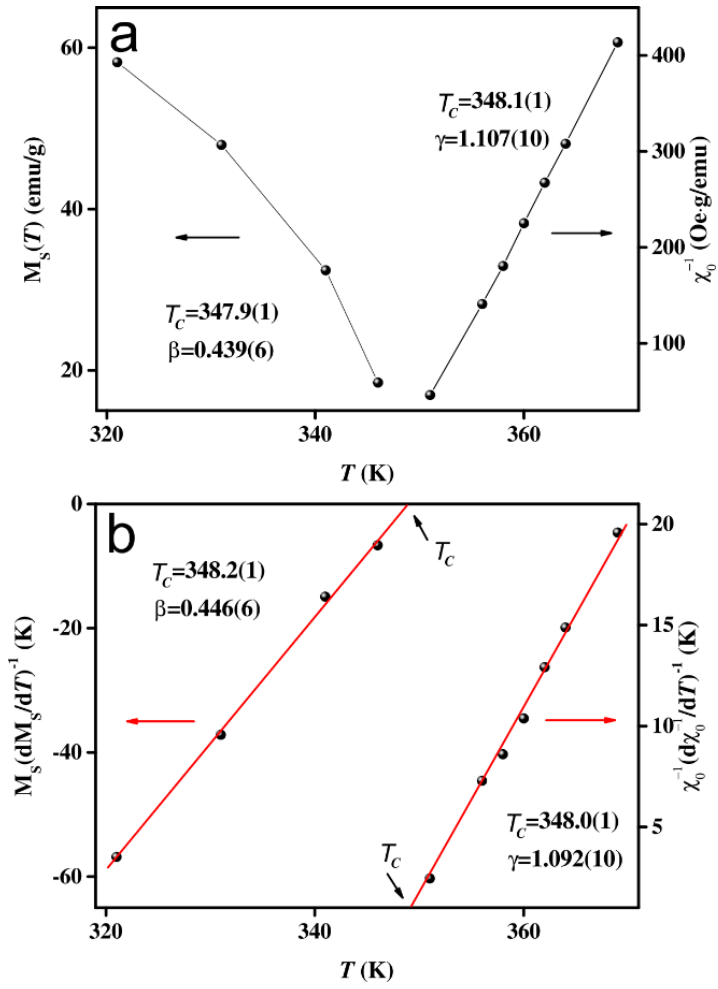 a
60
40
20
M_S(T) (emu/g)
T_C=347.9(1)
β=0.439(6)
T_C=348.1(1)
γ=1.107(10)
400
300
200
100
χ₀⁻¹ (Oe·g/emu)
320
340
360
T (K)
b
0
-20
-40
-60
M_S(dM_S/dT)⁻¹ (K)
T_C=348.2(1)
β=0.446(6)
T_C
T_C
T_C=348.0(1)
γ=1.092(10)
20
15
10
5
χ₀⁻¹(dχ₀⁻¹/dT)⁻¹ (K)
320
340
360
T (K)